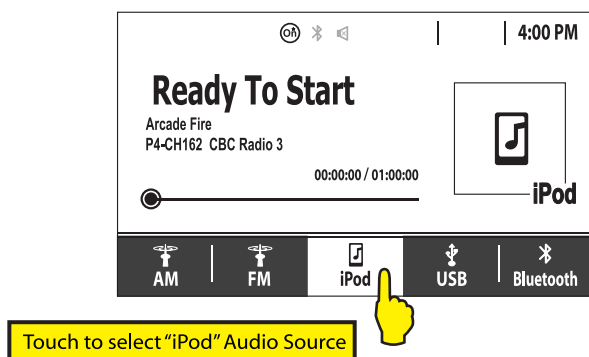 4:00 PM
Ready To Start
Arcade Fire
P4-CH162 CBC Radio 3
00:00:00 / 01:00:00
iPod
AM FM iPod USB Bluetooth
Touch to select "iPod" Audio Source